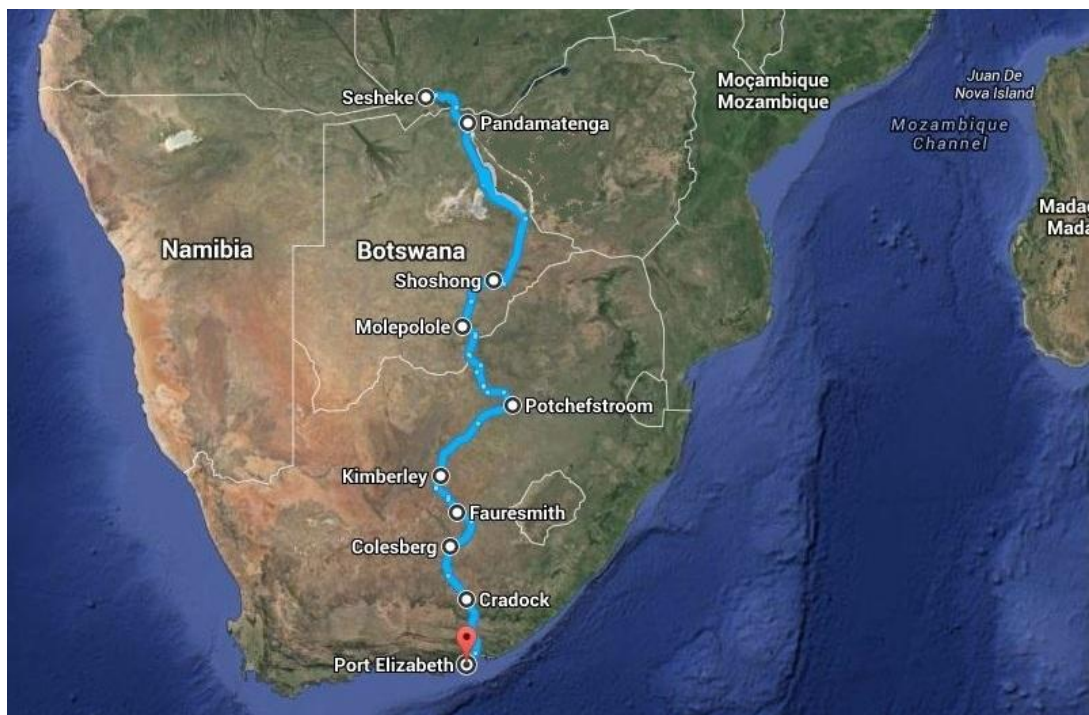 Moçambique
Mozambique
Juan De
Nova Island
Mozambique
Channel
Sesheke
Pandamatenga
Madac
Mada
Namibia
Botswana
Shoshong
Molepolole
Potchefstroom
Kimberley
Fauresmith
Colesberg
Cradock
Port Elizabeth